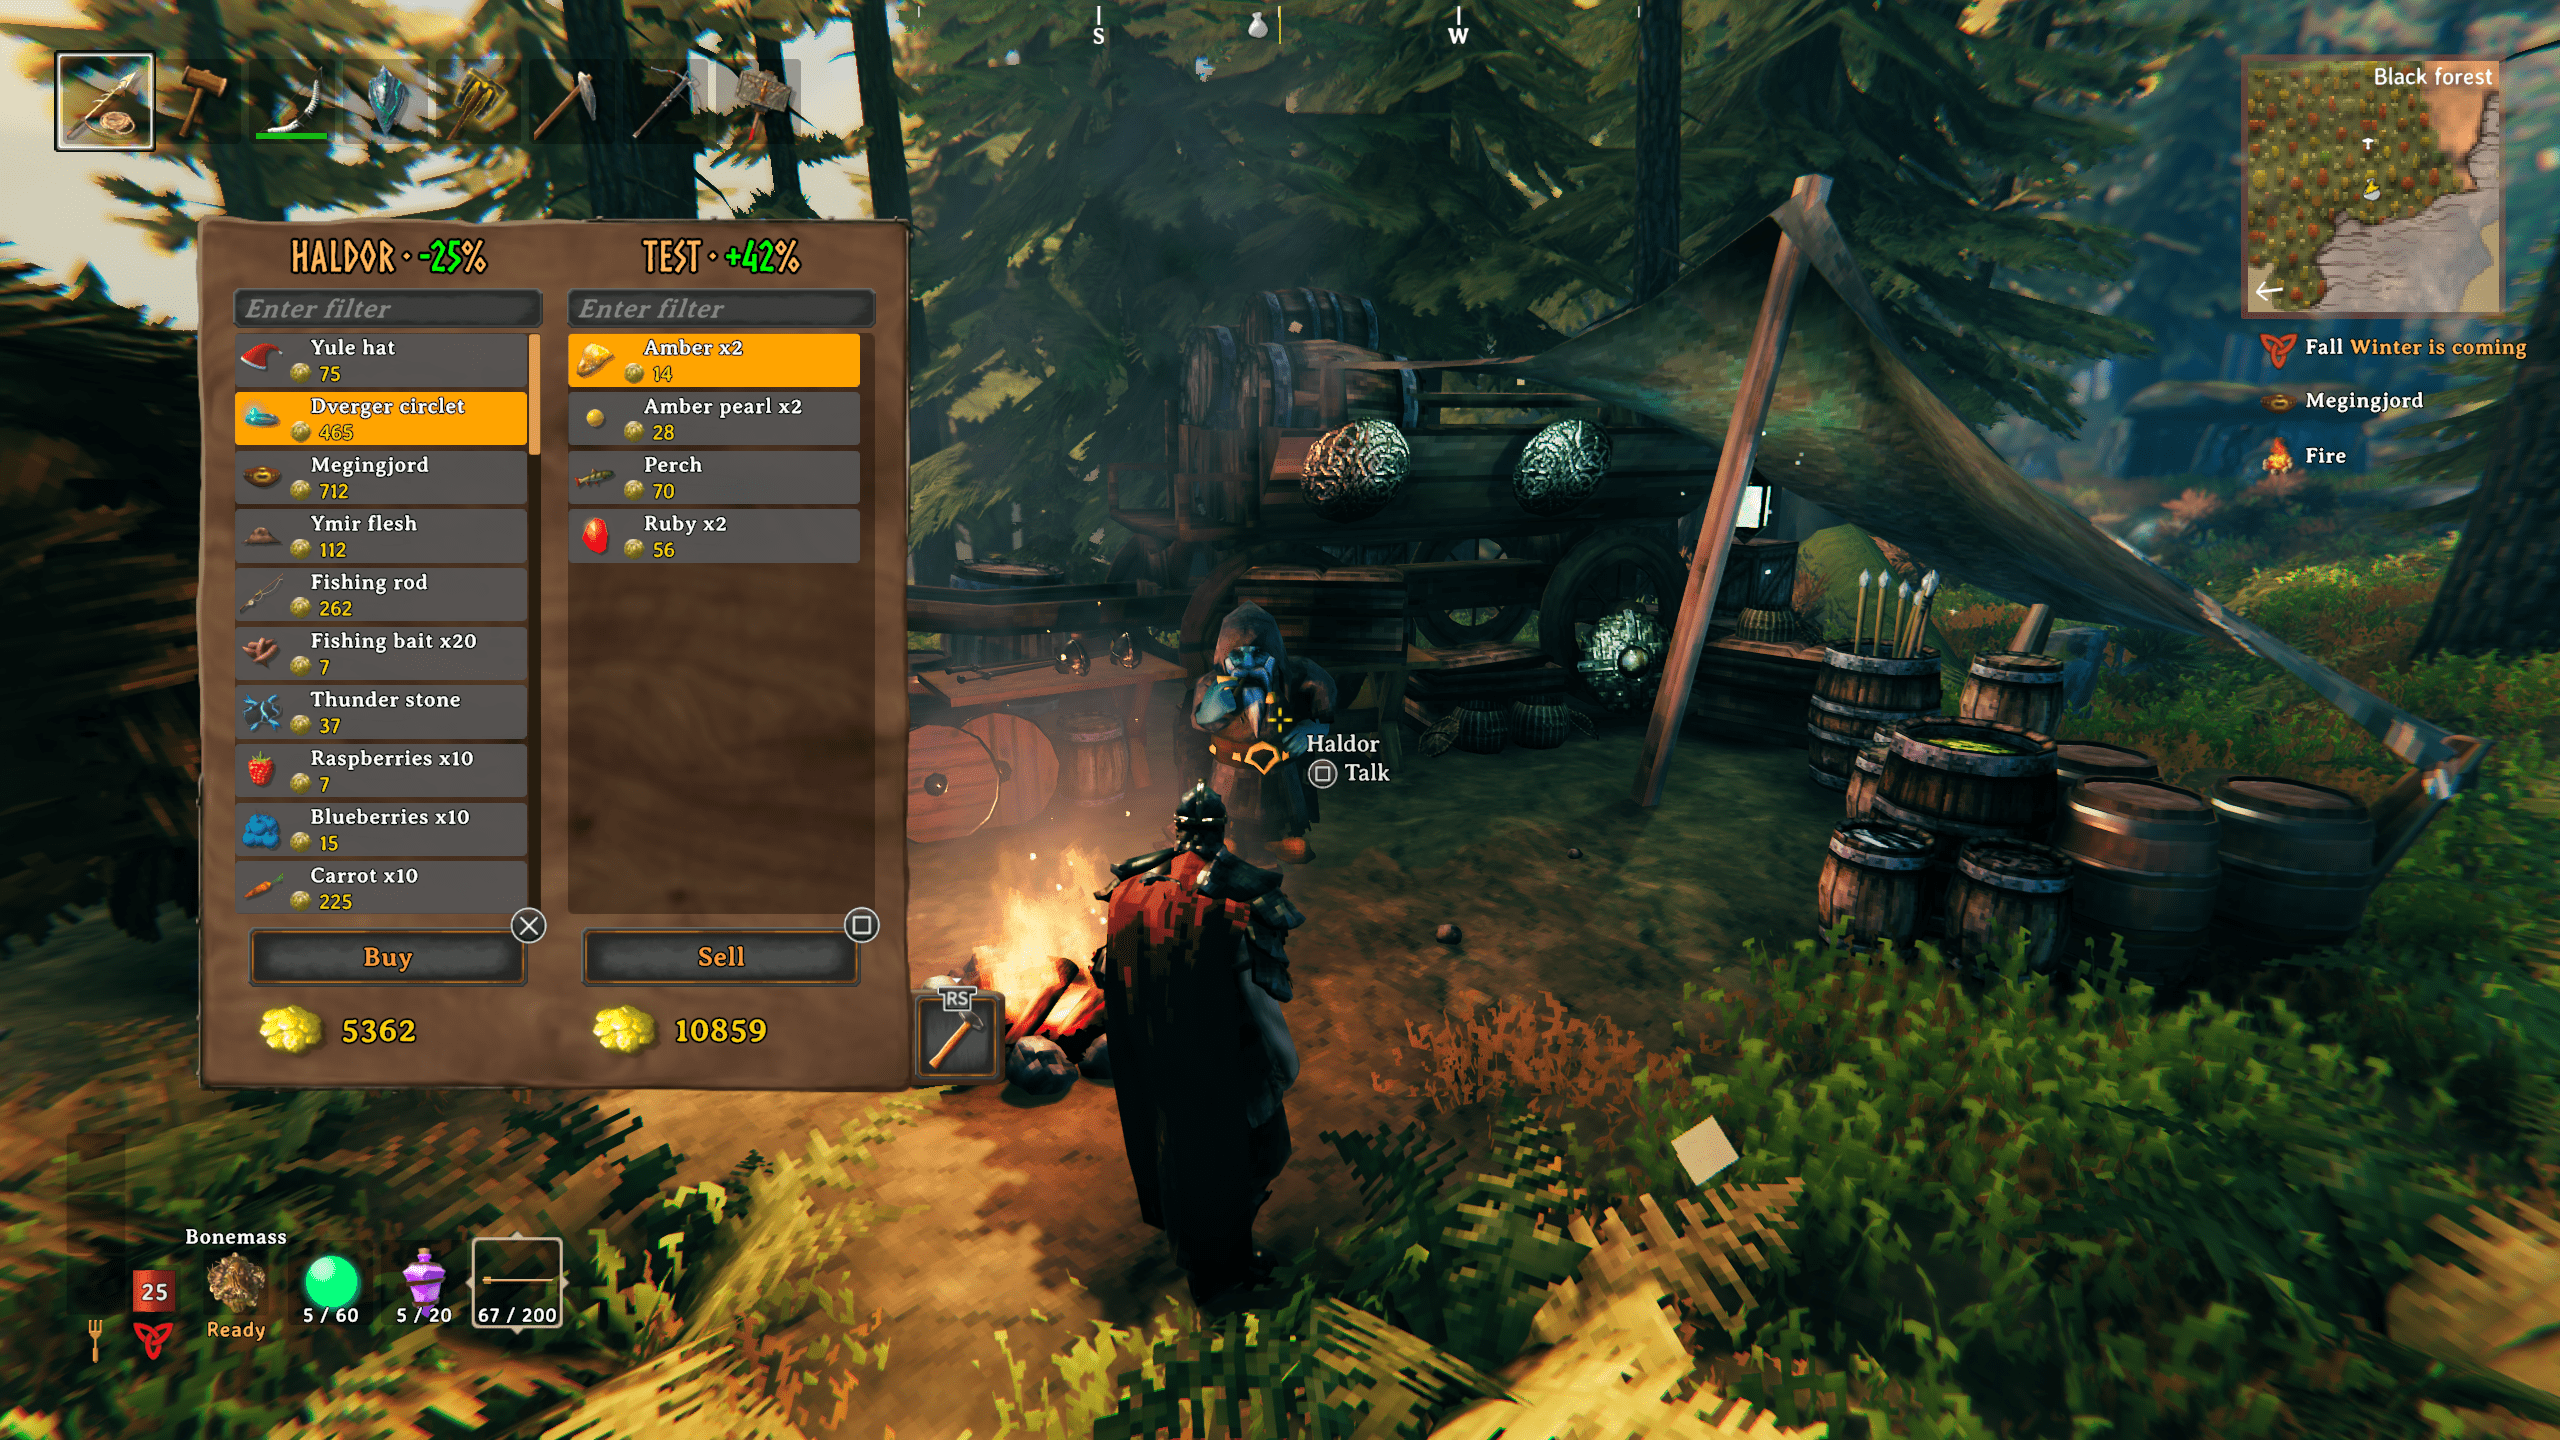 S
W
Black forest
Fall Winter is coming
Megingjord
Fire
HALDOR · -25%
TEST · +42%
Enter filter
Enter filter
Yule hat
75
Dverger circlet
465
Megingjord
712
Ymir flesh
112
Fishing rod
262
Fishing bait x20
7
Thunder stone
37
Raspberries x10
7
Blueberries x10
15
Carrot x10
225
Amber x2
14
Amber pearl x2
28
Perch
70
Ruby x2
56
Buy
Sell
5362
10859
RS
Haldor
Talk
Bonemass
25
Ready
5 / 60
5 / 20
67 / 200